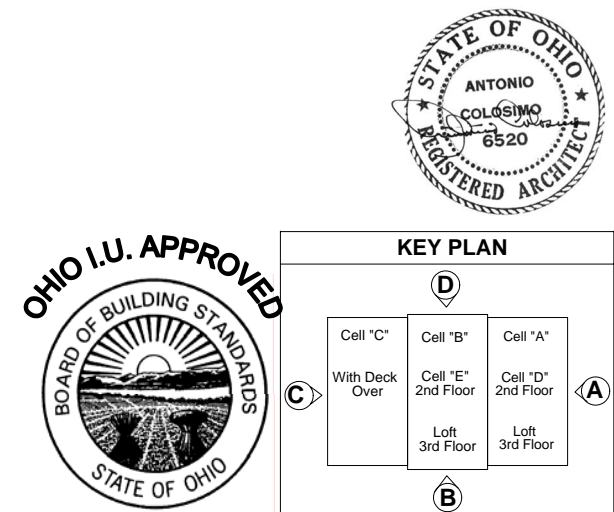 STATE OF OHIO
ANTONIO
COLOSIMO
6520
REGISTERED ARCHITECT
OHIO I.U. APPROVED
BOARD OF BUILDING STANDARDS
STATE OF OHIO
KEY PLAN
D
Cell "C"
With Deck
Over
Cell "B"
Cell "E"
2nd Floor
Loft
3rd Floor
Cell "A"
Cell "D"
2nd Floor
Loft
3rd Floor
C
A
B